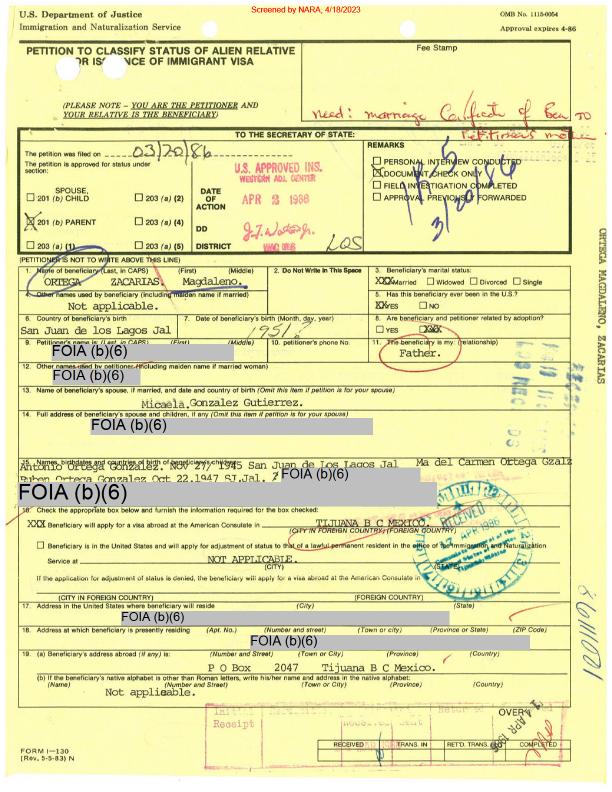 Screened by NARA, 4/18/2023
U.S. Department of Justice
Immigration and Naturalization Service
OMB No. 1115-0054
Approval expires 4-86
PETITION TO CLASSIFY STATUS OF ALIEN RELATIVE
FOR ISSUANCE OF IMMIGRANT VISA
(PLEASE NOTE – YOU ARE THE PETITIONER AND
YOUR RELATIVE IS THE BENEFICIARY)
Fee Stamp
Need: marriage Certificate of Ben TO
Petitioner's
TO THE SECRETARY OF STATE:
The petition was filed on 03/20/86
The petition is approved for status under
section:
SPOUSE,
201 (b) CHILD
203 (a) (2)
201 (b) PARENT
203 (a) (4)
203 (a) (1)
203 (a) (5)
DATE
OF
ACTION
DD
DISTRICT
U.S. APPROVED INS.
WESTERN ADJ. CENTER
APR 2 1986
LOS
REMARKS
PERSONAL INTERVIEW CONDUCTED
DOCUMENT CHECK ONLY
FIELD INVESTIGATION COMPLETED
APPROVAL PREVIOUSLY FORWARDED
3/20/86
(PETITIONER IS NOT TO WRITE ABOVE THIS LINE)
1. Name of beneficiary (Last, in CAPS) (First) (Middle)
ORTEGA ZACARIAS. Magdaleno.
2. Do Not Write In This Space
3. Beneficiary's marital status:
XXX Married Widowed Divorced Single
4. Other names used by beneficiary (including maiden name if married)
Not applicable.
5. Has this beneficiary ever been in the U.S.?
XX YES NO
6. Country of beneficiary's birth
San Juan de los Lagos Jal
7. Date of beneficiary's birth (Month, day, year)
1951?
8. Are beneficiary and petitioner related by adoption?
YES XXX
9. Petitioner's name is: (Last, in CAPS) (First) (Middle)
FOIA (b)(6)
10. petitioner's phone No.
11. The beneficiary is my: (relationship)
Father.
12. Other names used by petitioner (including maiden name if married woman)
FOIA (b)(6)
13. Name of beneficiary's spouse, if married, and date and country of birth (Omit this item if petition is for your spouse)
Micaela Gonzalez Gutierrez.
14. Full address of beneficiary's spouse and children, if any (Omit this item if petition is for your spouse)
FOIA (b)(6)
15. Names, birthdates and countries of birth of beneficiary's children
Antonio Ortega Gonzalez. NOV 27/ 1945 San Juan de Los Lagos Jal Ma del Carmen Ortega Gzalz
Ruben Ortega Gonzalez Oct 22,1947 SJ.Jal. FOIA (b)(6)
FOIA (b)(6)
16. Check the appropriate box below and furnish the information required for the box checked:
XXX Beneficiary will apply for a visa abroad at the American Consulate in TIJUANA B C MEXICO.
(CITY IN FOREIGN COUNTRY) (FOREIGN COUNTRY)
Beneficiary is in the United States and will apply for adjustment of status to that of a lawful permanent resident in the office of the Immigration and Naturalization
Service at NOT APPLICABLE.
(CITY) (STATE)
If the application for adjustment of status is denied, the beneficiary will apply for a visa abroad at the American Consulate in
(CITY IN FOREIGN COUNTRY) (FOREIGN COUNTRY)
RECEIVED
APR 1986
17. Address in the United States where beneficiary will reside (City) (State)
FOIA (b)(6)
18. Address at which beneficiary is presently residing (Apt. No.) (Number and street) (Town or city) (Province or State) (ZIP Code)
FOIA (b)(6)
19. (a) Beneficiary's address abroad (if any) is: (Number and Street) (Town or City) (Province) (Country)
P O Box 2047 Tijuana B C Mexico.
(b) If beneficiary's native alphabet is other than Roman letters, write his/her name and address in the native alphabet:
(Name) (Number and Street) (Town or City) (Province) (Country)
Not applicable.
Receipt
OVER
APR 1986
RECEIVED TRANS. IN RET'D. TRANS. COMPLETED
FORM I–130
(Rev. 5-5-83) N
ORTEGA MAGDALENO, ZACARIAS